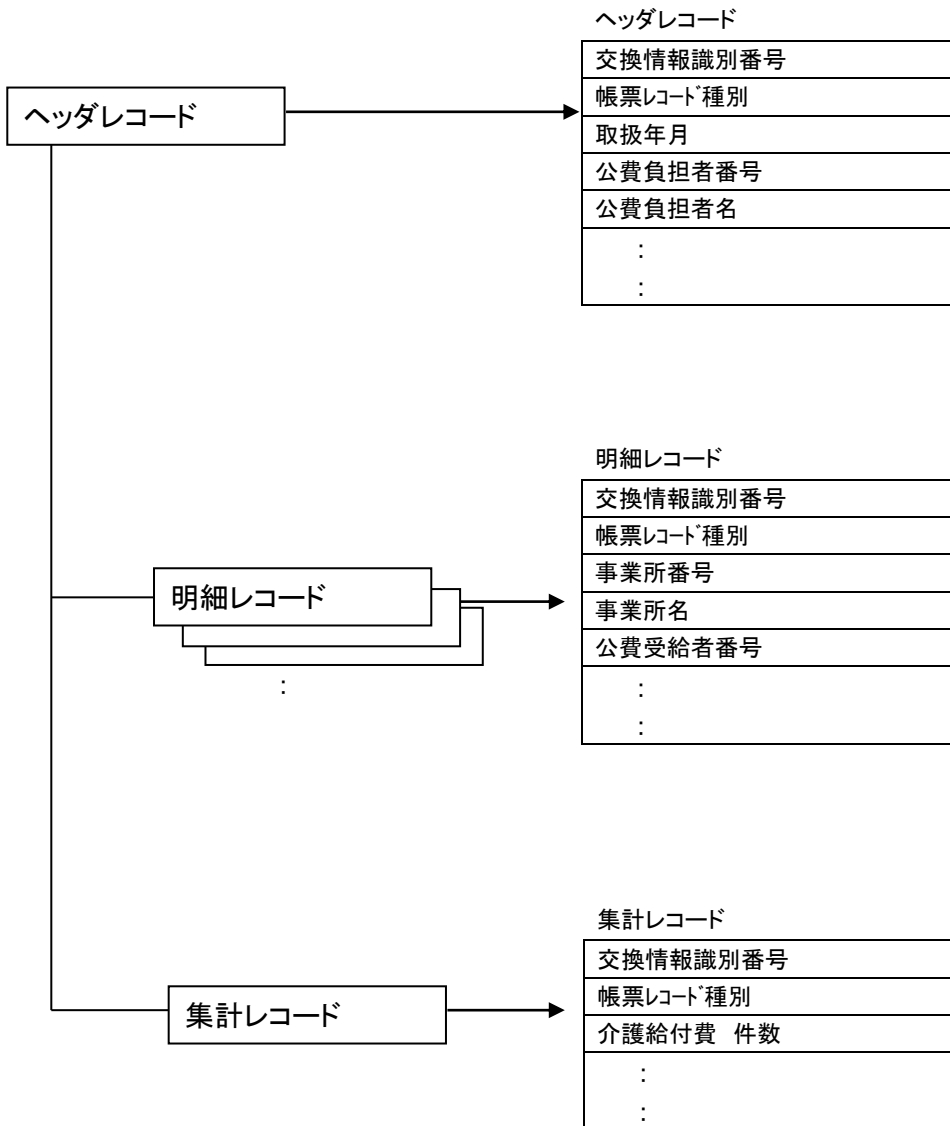 ヘッダレコード
ヘッダレコード
交換情報識別番号
帳票ﾚｺｰﾄﾞ種別
取扱年月
公費負担者番号
公費負担者名
：
：
明細レコード
明細レコード
：
交換情報識別番号
帳票ﾚｺｰﾄﾞ種別
事業所番号
事業所名
公費受給者番号
：
：
集計レコード
集計レコード
交換情報識別番号
帳票ﾚｺｰﾄﾞ種別
介護給付費　件数
：
：